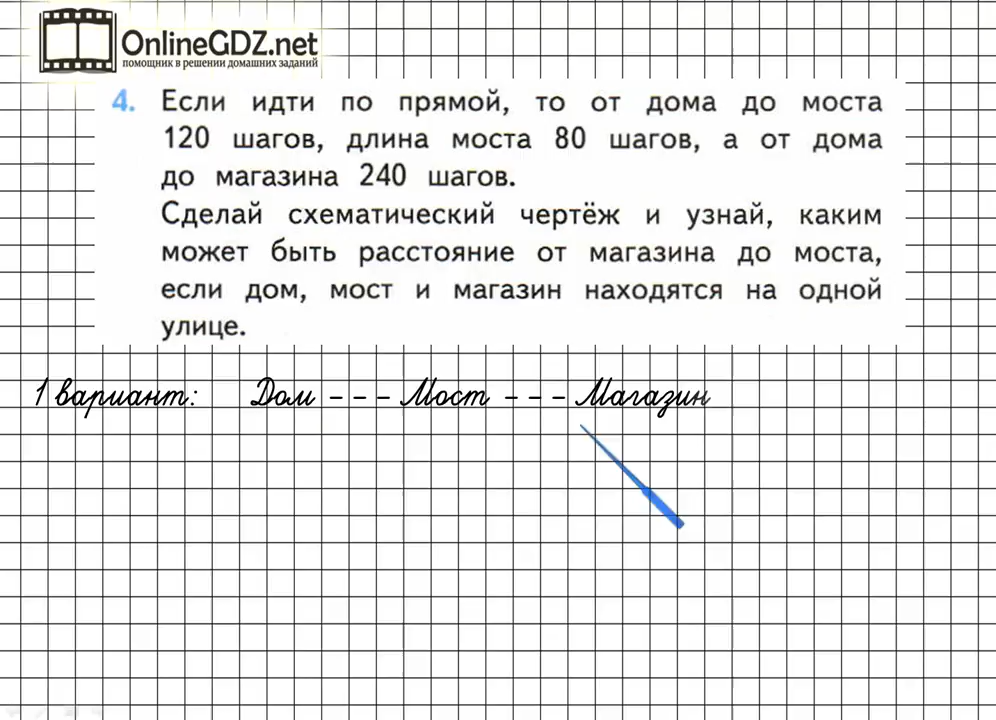 OnlineGDZ.net
помощник в решении домашних заданий
4. Если идти по прямой, то от дома до моста
120 шагов, длина моста 80 шагов, а от дома
до магазина 240 шагов.
Сделай схематический чертёж и узнай, каким
может быть расстояние от магазина до моста,
если дом, мост и магазин находятся на одной
улице.
1 вариант: Дом - - - Мост - - - Магазин